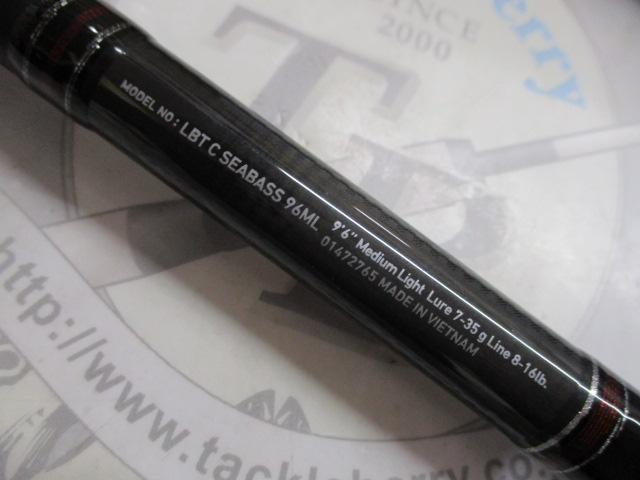 SINCE
2000
erry
MODEL NO : LBT C SEABASS 96ML
9'6" Medium Light Lure 7-35 g Line 8-16lb.
01472765 MADE IN VIETNAM
http://www.tackleberry.co.